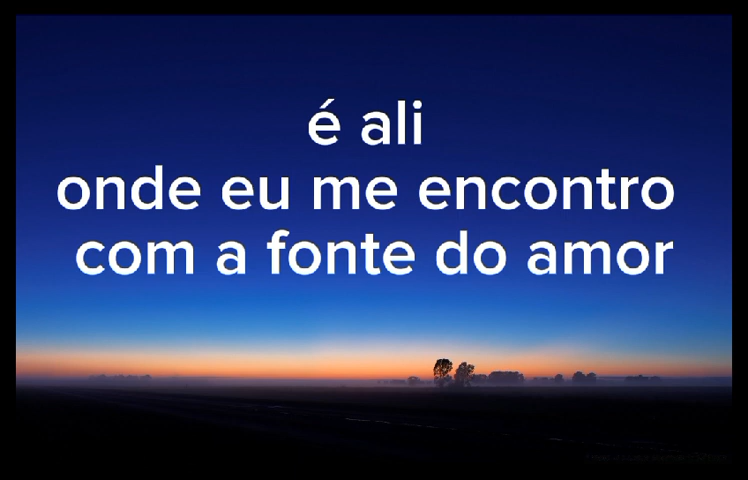 é ali
onde eu me encontro
com a fonte do amor